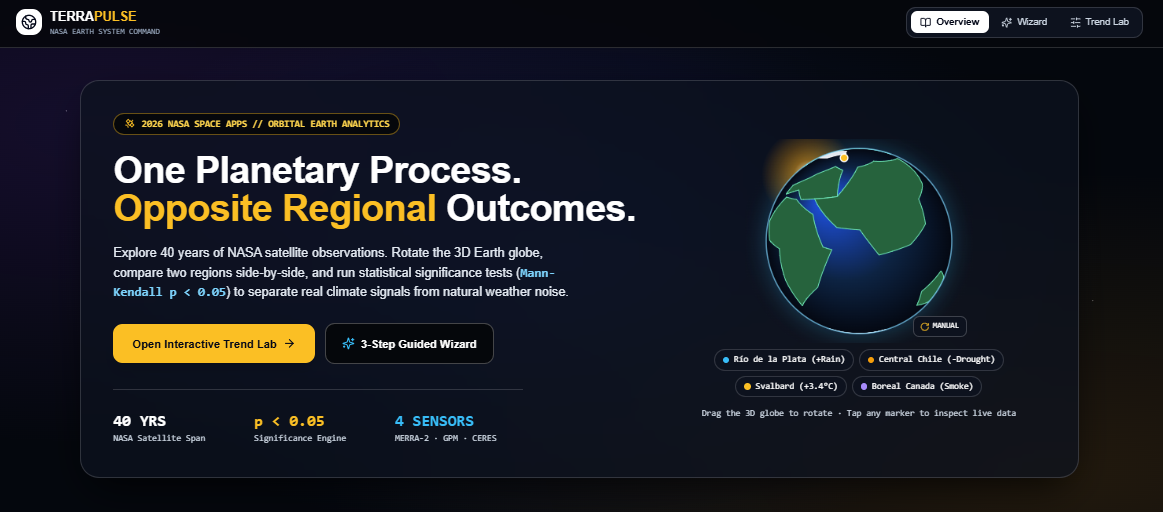 TERRAPULSE
NASA EARTH SYSTEM COMMAND
Overview
Wizard
Trend Lab
2026 NASA SPACE APPS // ORBITAL EARTH ANALYTICS
One Planetary Process.
Opposite Regional Outcomes.
Explore 40 years of NASA satellite observations. Rotate the 3D Earth globe,
compare two regions side-by-side, and run statistical significance tests (Mann-
Kendall p < 0.05) to separate real climate signals from natural weather noise.
Open Interactive Trend Lab →
3-Step Guided Wizard
40 YRS
NASA Satellite Span
p < 0.05
Significance Engine
4 SENSORS
MERRA-2 · GPM · CERES
MANUAL
Río de la Plata (+Rain)
Central Chile (-Drought)
Svalbard (+3.4°C)
Boreal Canada (Smoke)
Drag the 3D globe to rotate · Tap any marker to inspect live data